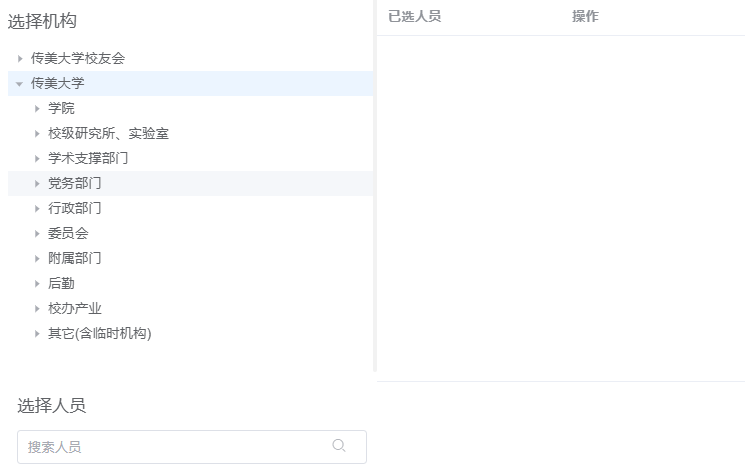 选择机构
传美大学校友会
传美大学
学院
校级研究所、实验室
学术支撑部门
党务部门
行政部门
委员会
附属部门
后勤
校办产业
其它(含临时机构)
已选人员 操作
选择人员
搜索人员